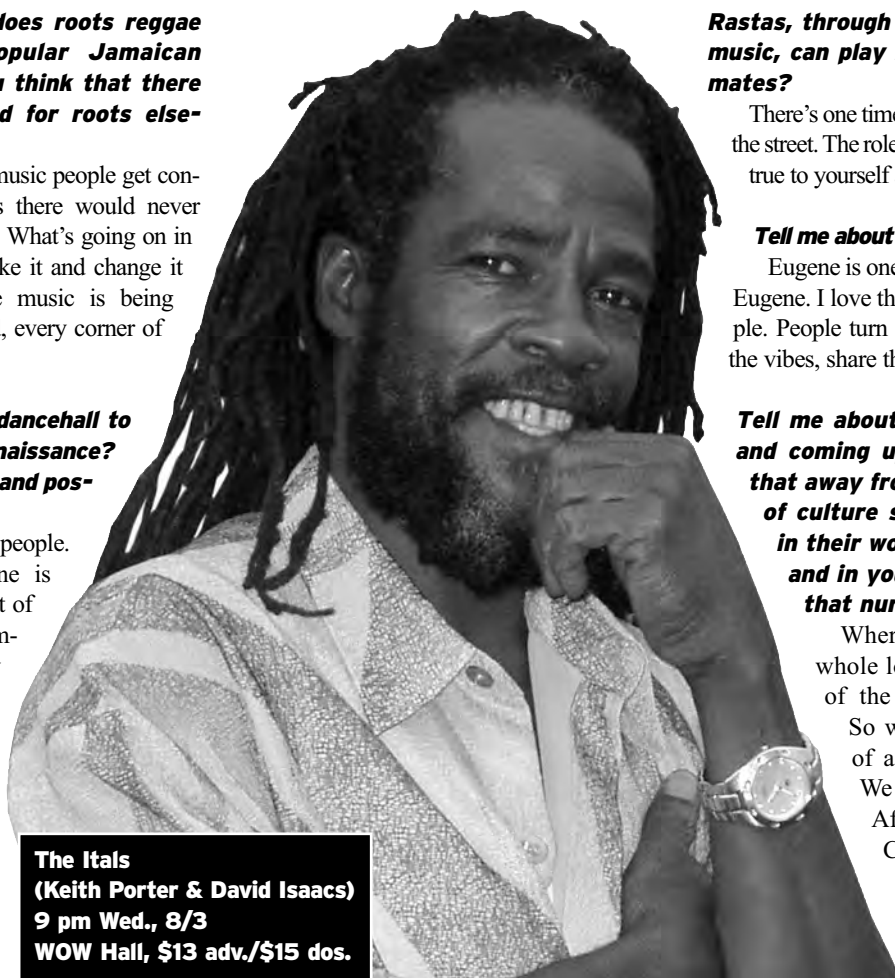 does roots reggae
opular Jamaican
u think that there
d for roots else-
music people get con-
s there would never
What's going on in
ke it and change it
e music is being
, every corner of
dancehall to
naissance?
and pos-
people.
ne is
t of
m-
The Itals
(Keith Porter & David Isaacs)
9 pm Wed., 8/3
WOW Hall, $13 adv./$15 dos.
Rastas, through
music, can play
mates?
There's one time
the street. The role
true to yourself
Tell me about
Eugene is one
Eugene. I love th
ple. People turn
the vibes, share th
Tell me about
and coming u
that away fro
of culture s
in their wo
and in you
that nur
When
whole le
of the
So w
of a
We
Af
C